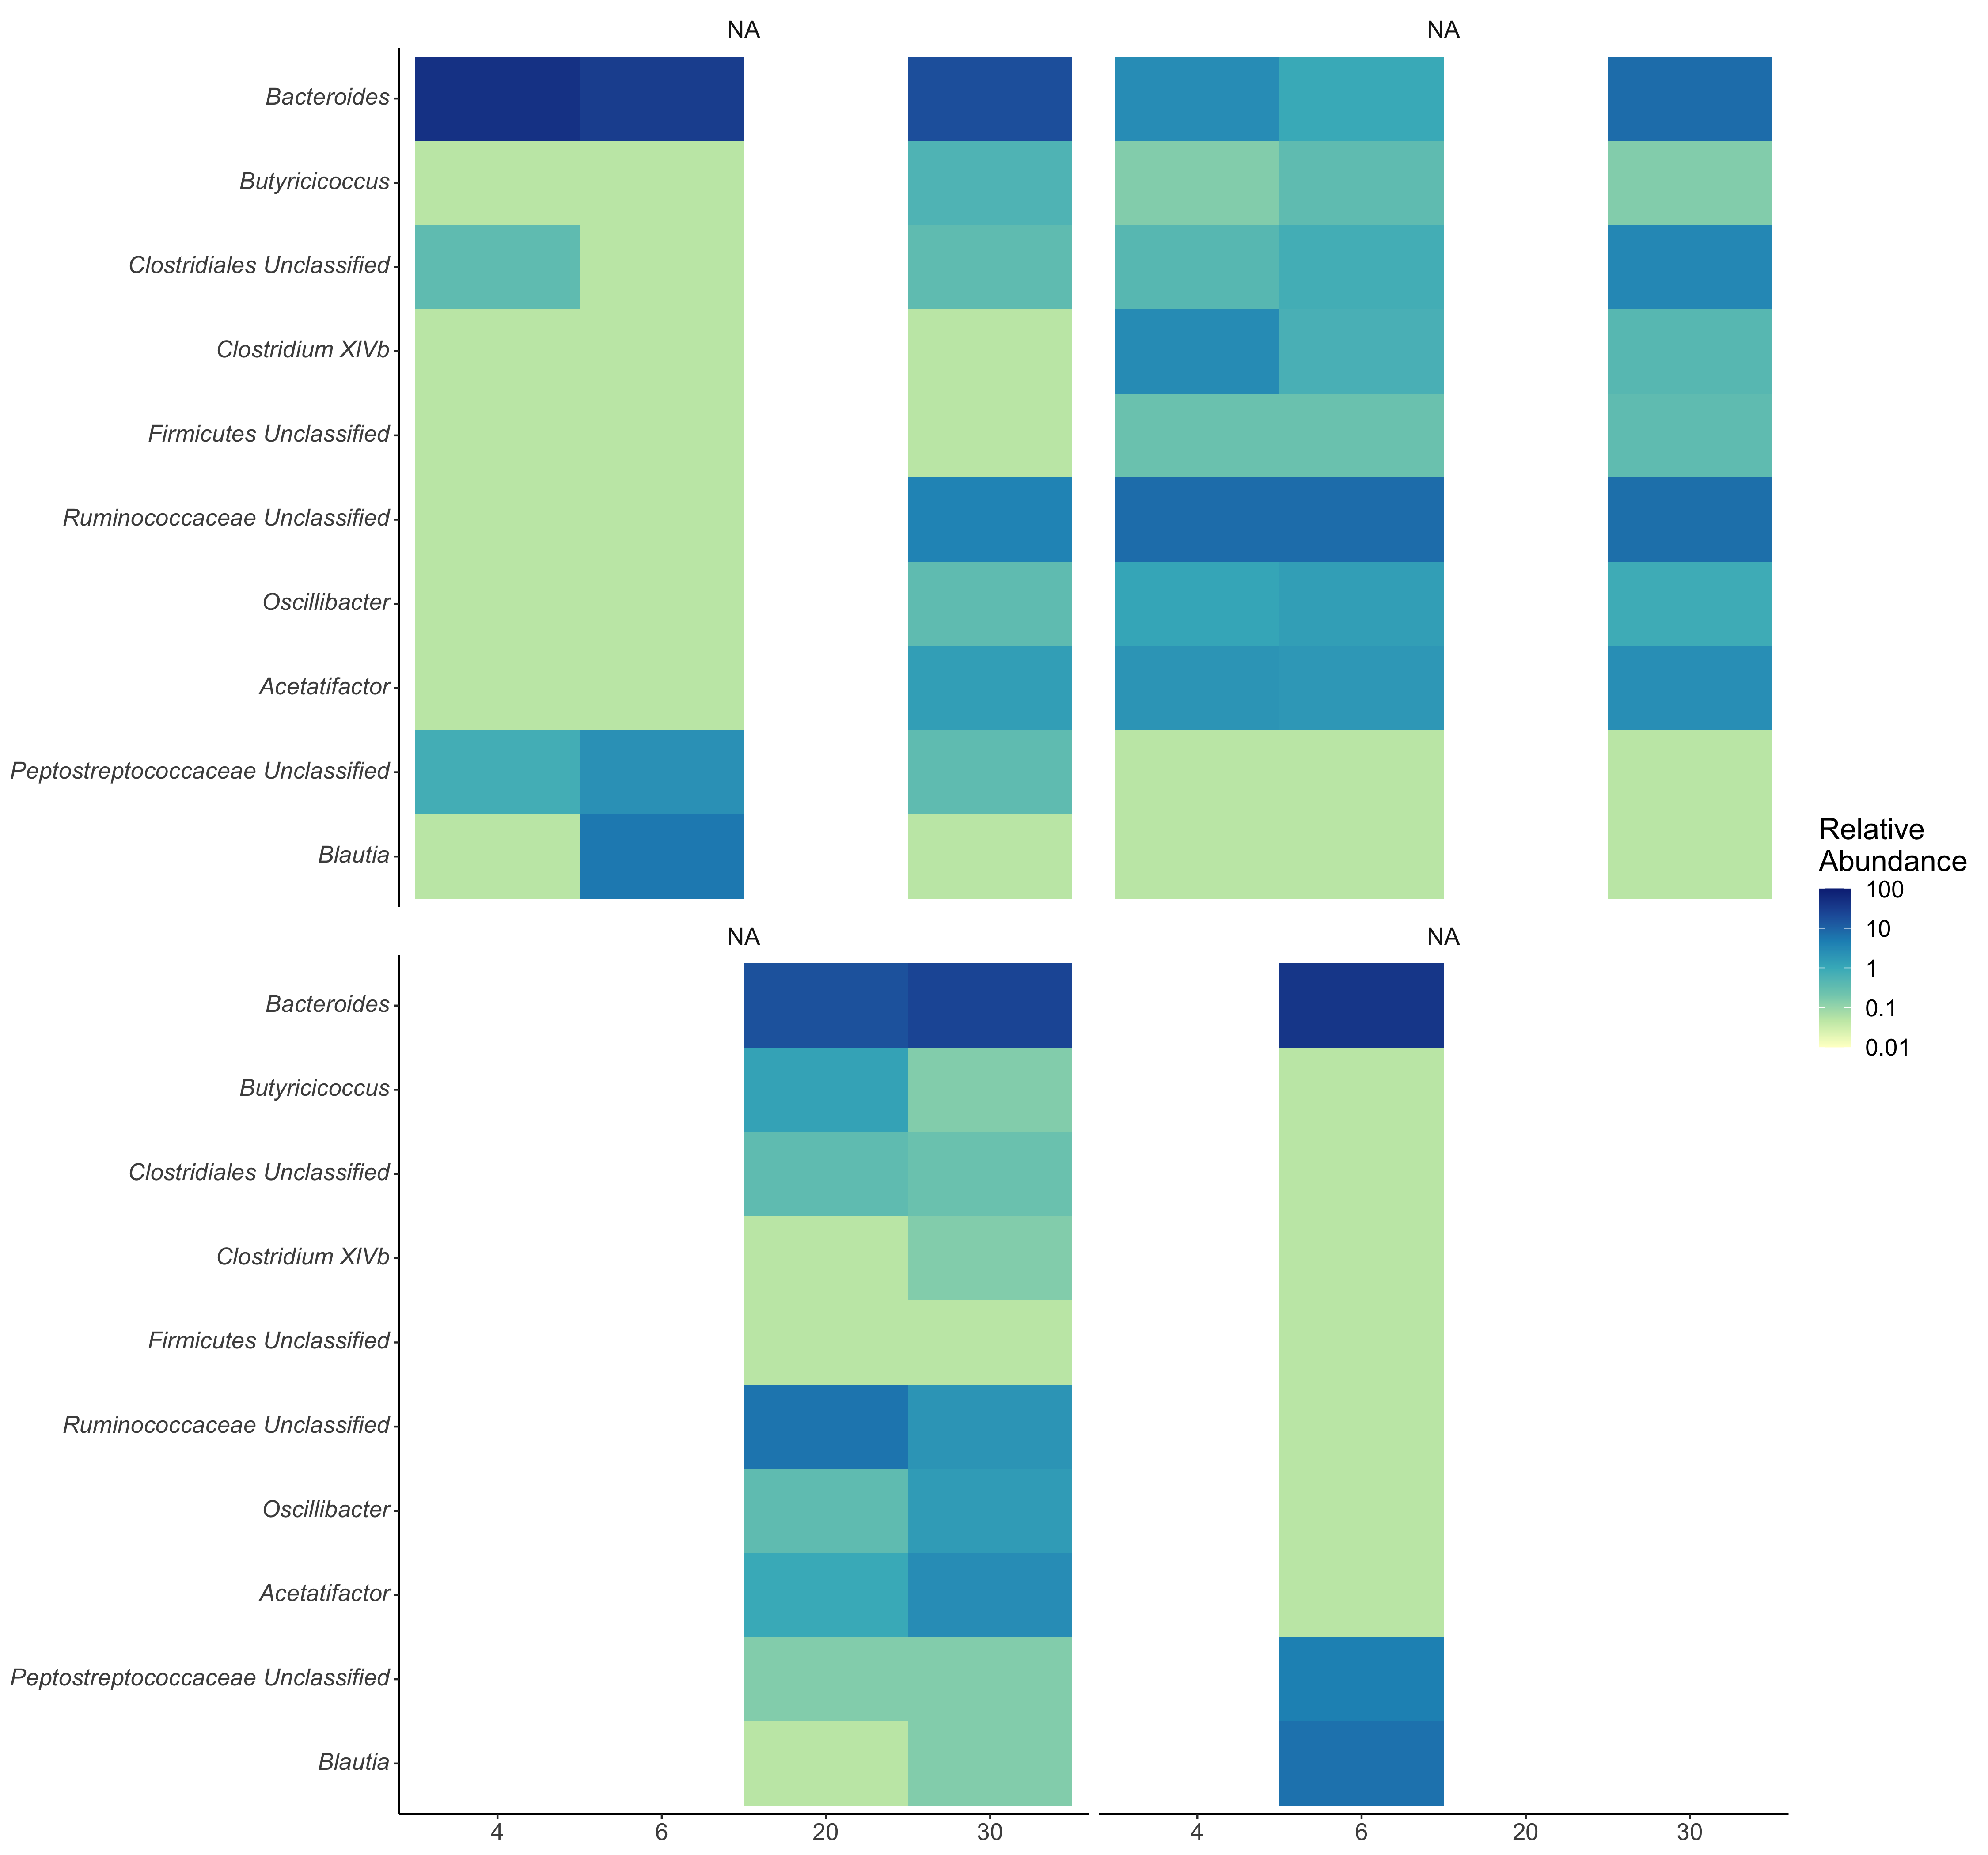 NA
NA
Bacteroides
Butyricicoccus
Clostridiales Unclassified
Clostridium XlVb
Firmicutes Unclassified
Ruminococcaceae Unclassified
Oscillibacter
Acetatifactor
Peptostreptococcaceae Unclassified
Blautia
NA
NA
Bacteroides
Butyricicoccus
Clostridiales Unclassified
Clostridium XlVb
Firmicutes Unclassified
Ruminococcaceae Unclassified
Oscillibacter
Acetatifactor
Peptostreptococcaceae Unclassified
Blautia
4 6 20 30
4 6 20 30
Relative
Abundance
100
10
1
0.1
0.01